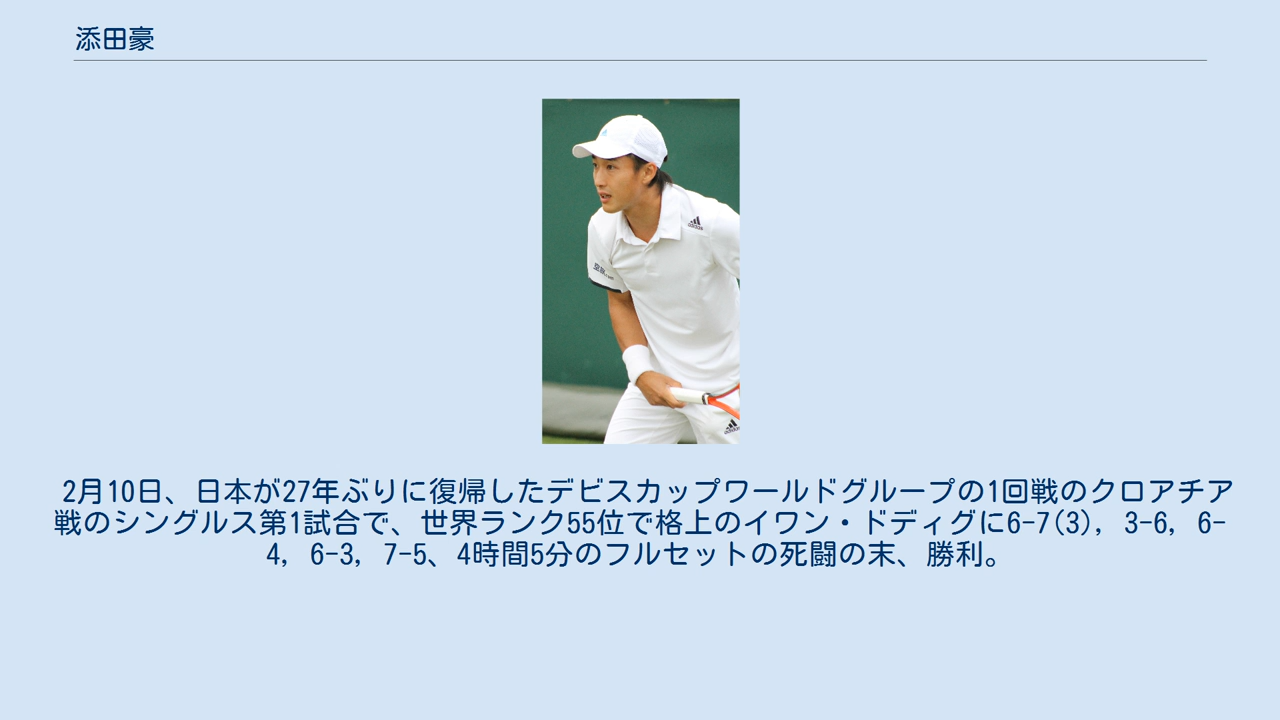 添田豪
adidas
adidas
2月10日、日本が27年ぶりに復帰したデビスカップワールドグループの1回戦のクロアチア
戦のシングルス第1試合で、世界ランク55位で格上のイワン・ドディグに6-7(3), 3-6, 6-
4, 6-3, 7-5、4時間5分のフルセットの死闘の末、勝利。